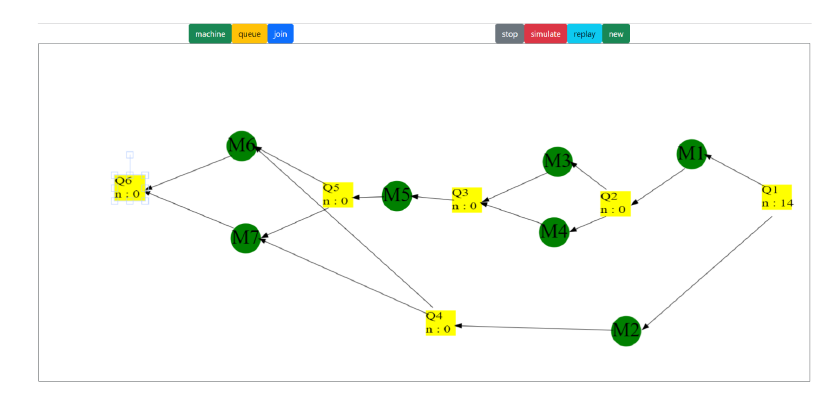 machine queue join stop simulate replay new
M6
M3
M1
Q6
n : 0
Q5
n : 0
M5
Q3
n : 0
Q2
n : 0
Q1
n : 14
M7
M4
Q4
n : 0
M2